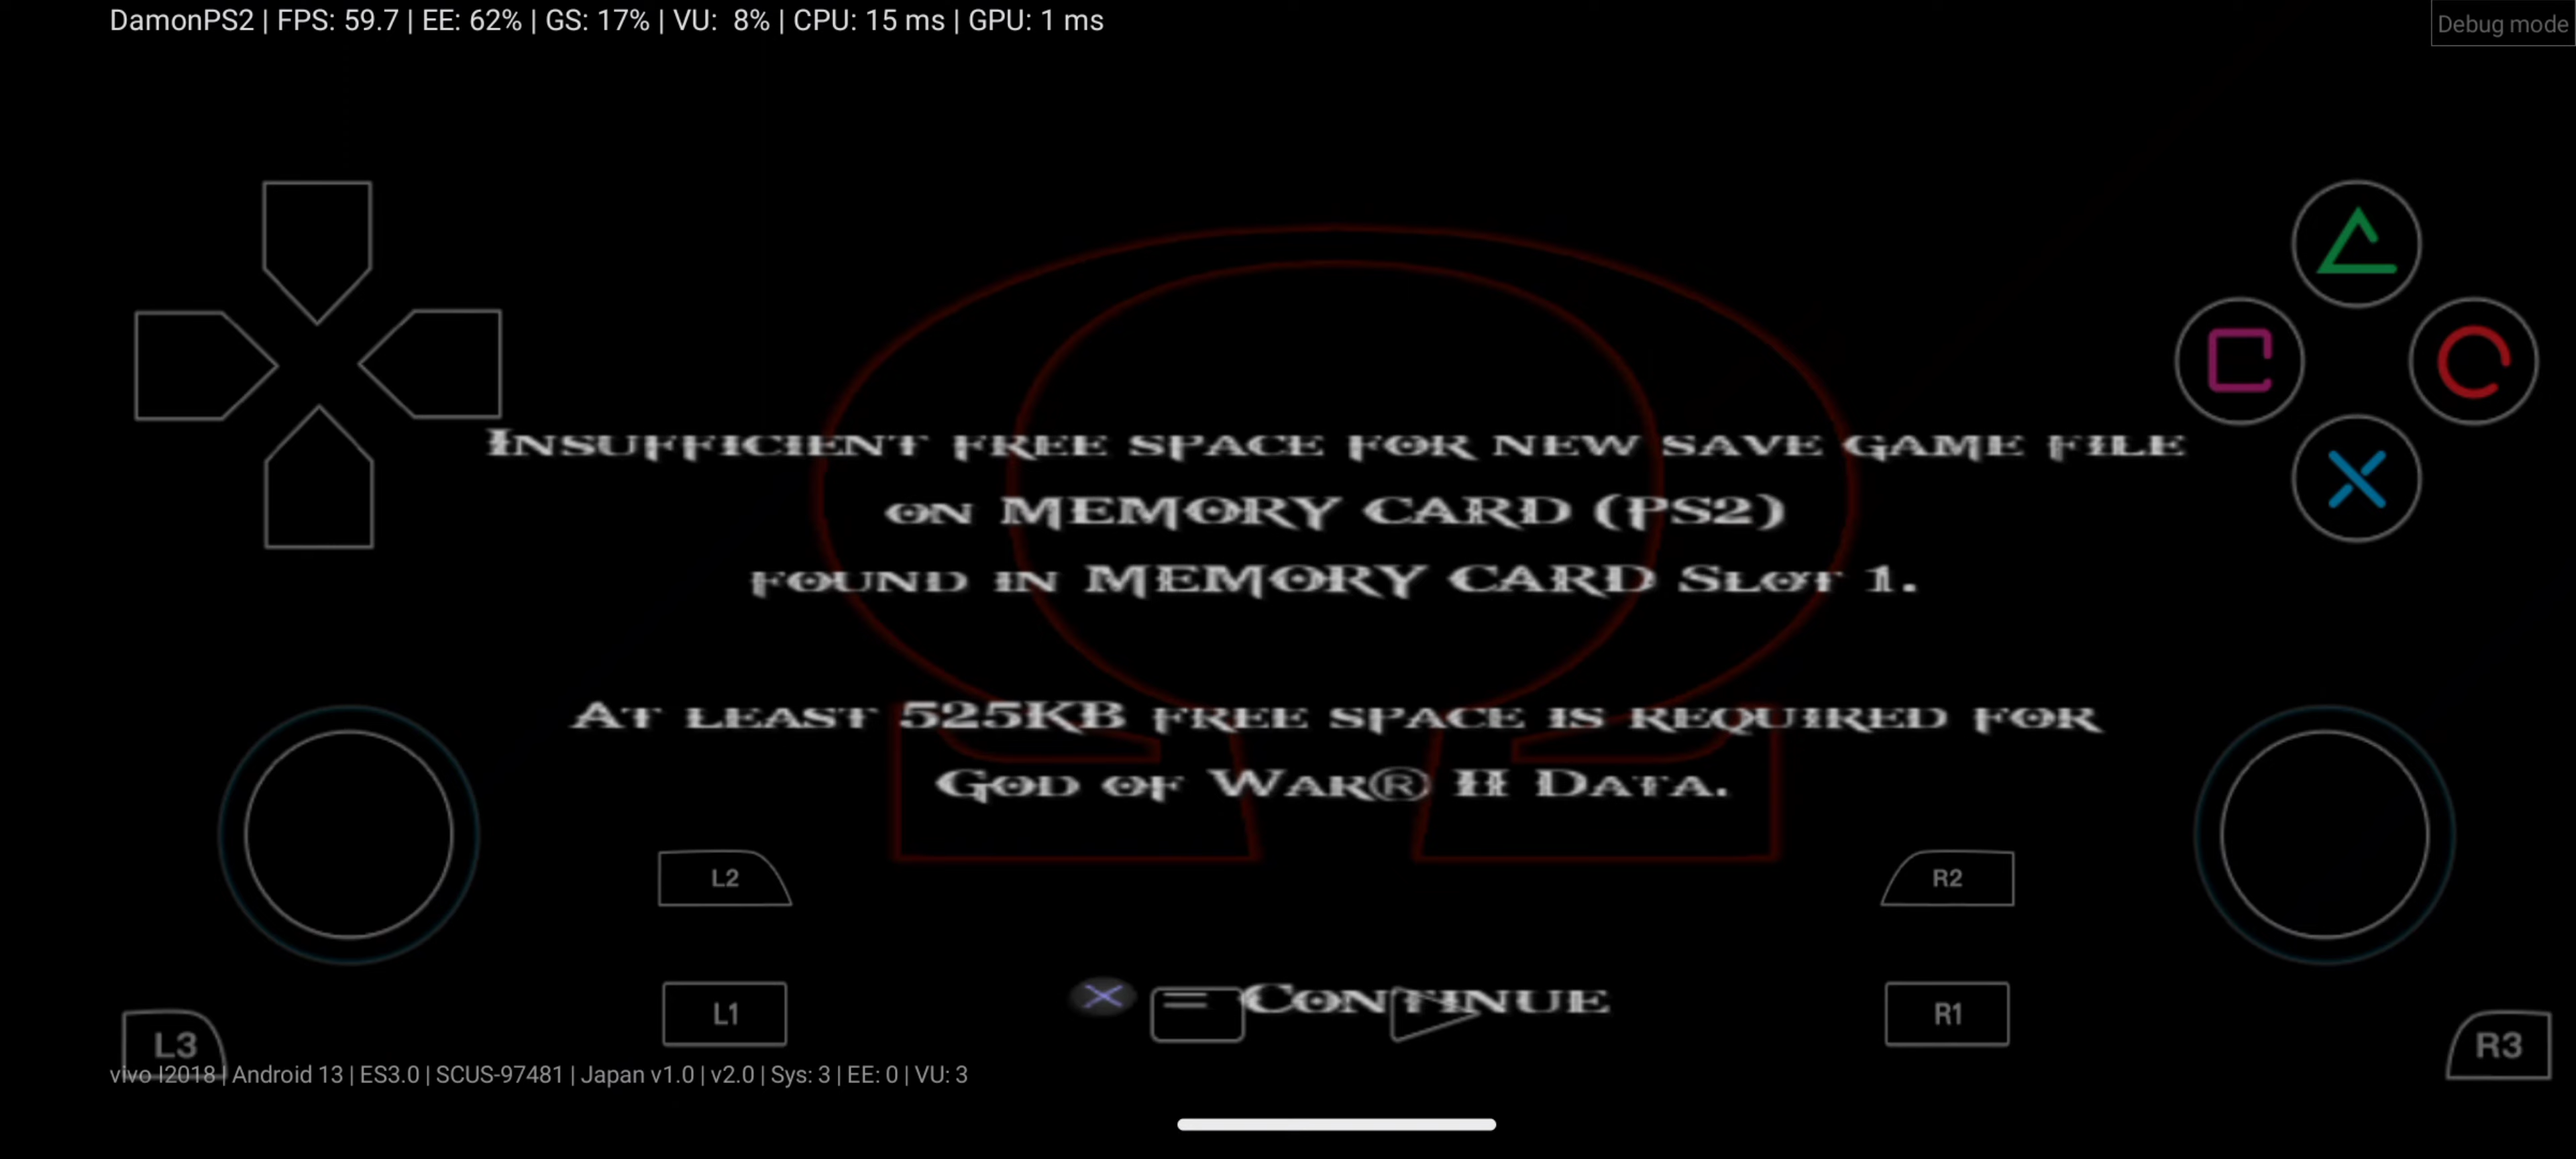 DamonPS2 | FPS: 59.7 | EE: 62% | GS: 17% | VU: 8% | CPU: 15 ms | GPU: 1 ms
Debug mode
Insufficient free space for new save game file
on MEMORY CARD (PS2)
found in MEMORY CARD Slot 1.
At least 525KB free space is required for
God of War® II Data.
L2
R2
Continue
L1
R1
L3
R3
vivo I2018 | Android 13 | ES3.0 | SCUS-97481 | Japan v1.0 | v2.0 | Sys: 3 | EE: 0 | VU: 3